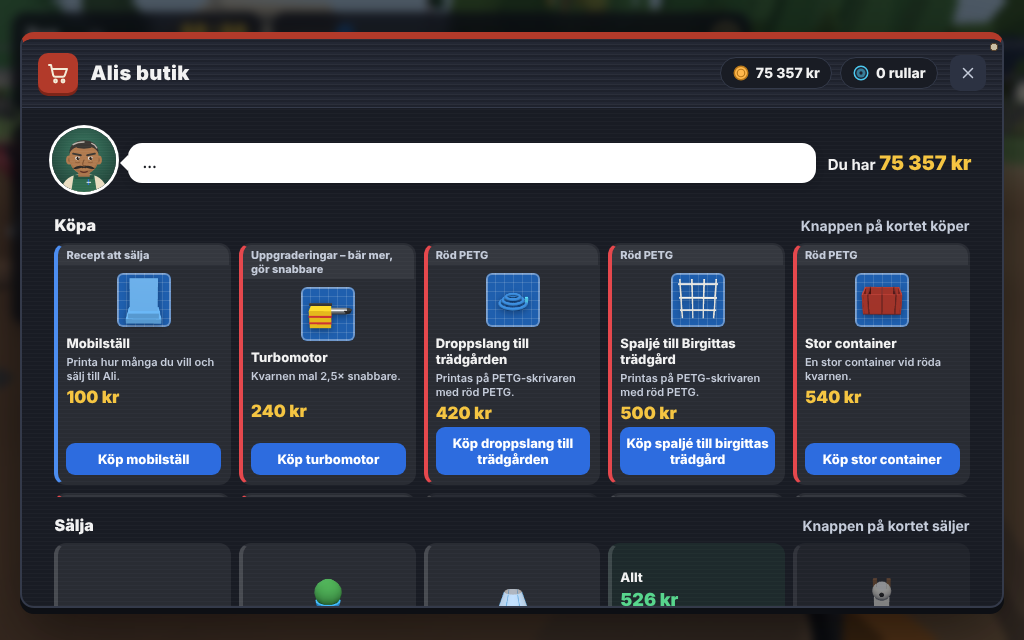 Alis butik
75 357 kr
0 rullar
...
Du har 75 357 kr
Köpa
Knappen på kortet köper
Recept att sälja
Mobilställ
Printa hur många du vill och
sälj till Ali.
100 kr
Köp mobilställ
Uppgraderingar – bär mer,
gör snabbare
Turbomotor
Kvarnen mal 2,5× snabbare.
240 kr
Köp turbomotor
Röd PETG
Droppslang till
trädgården
Printas på PETG-skrivaren
med röd PETG.
420 kr
Köp droppslang till
trädgården
Röd PETG
Spaljé till Birgittas
trädgård
Printas på PETG-skrivaren
med röd PETG.
500 kr
Köp spaljé till birgittas
trädgård
Röd PETG
Stor container
En stor container vid röda
kvarnen.
540 kr
Köp stor container
Sälja
Knappen på kortet säljer
Allt
526 kr